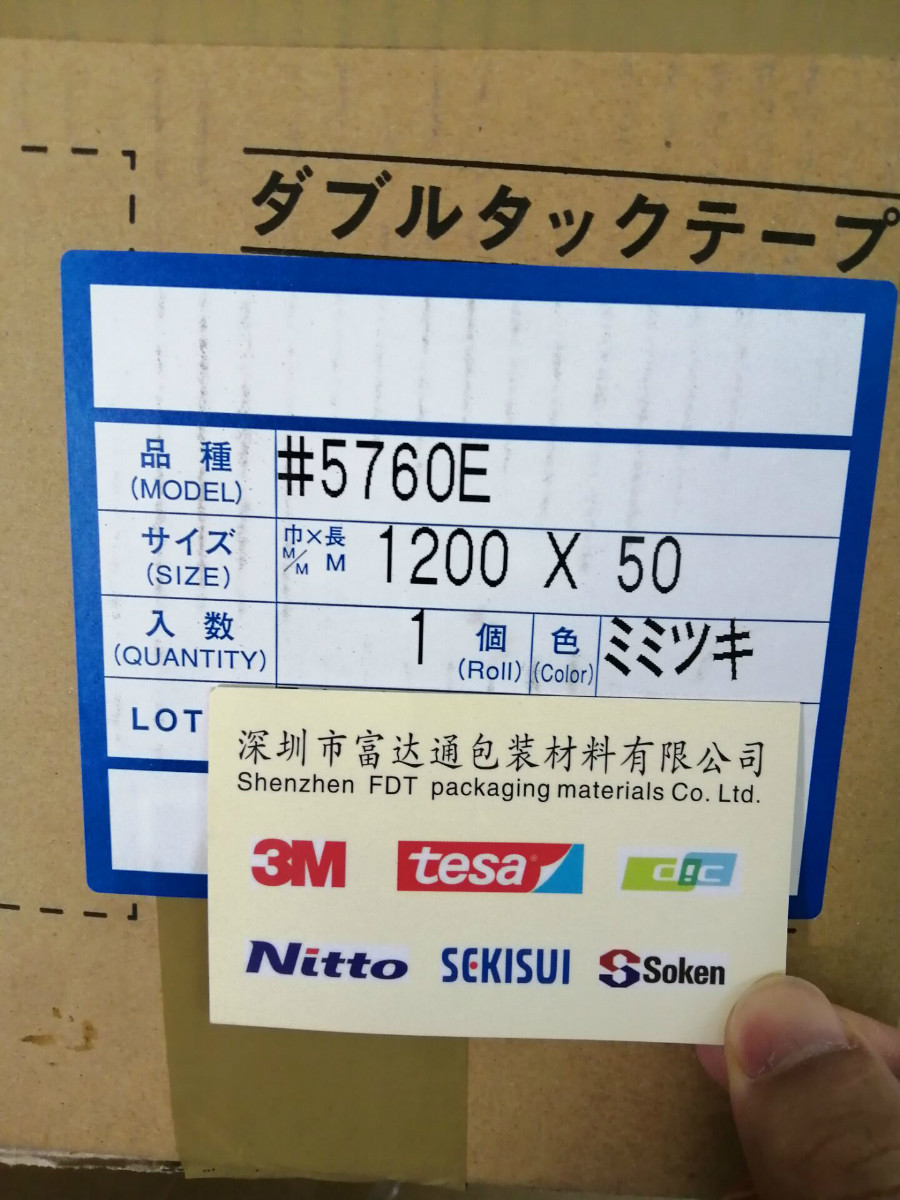 ダブルタックテープ
品種 #5760E
(MODEL)
サイズ 巾×長 1200 X 50
(SIZE) M/M M
入数 1 個 色 ミミツキ
(QUANTITY) (Roll) (Color)
LOT
深圳市富达通包装材料有限公司
Shenzhen FDT packaging materials Co. Ltd.
3M tesa d!c
Nitto SEKISUI Soken